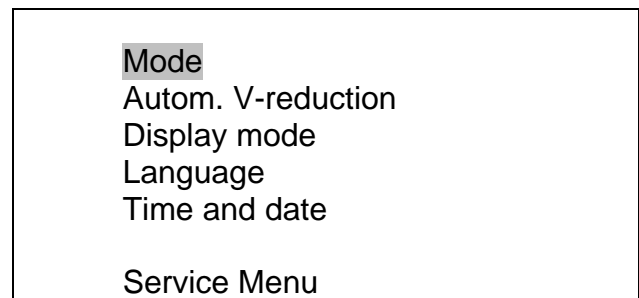 Mode
Autom. V-reduction
Display mode
Language
Time and date
Service Menu